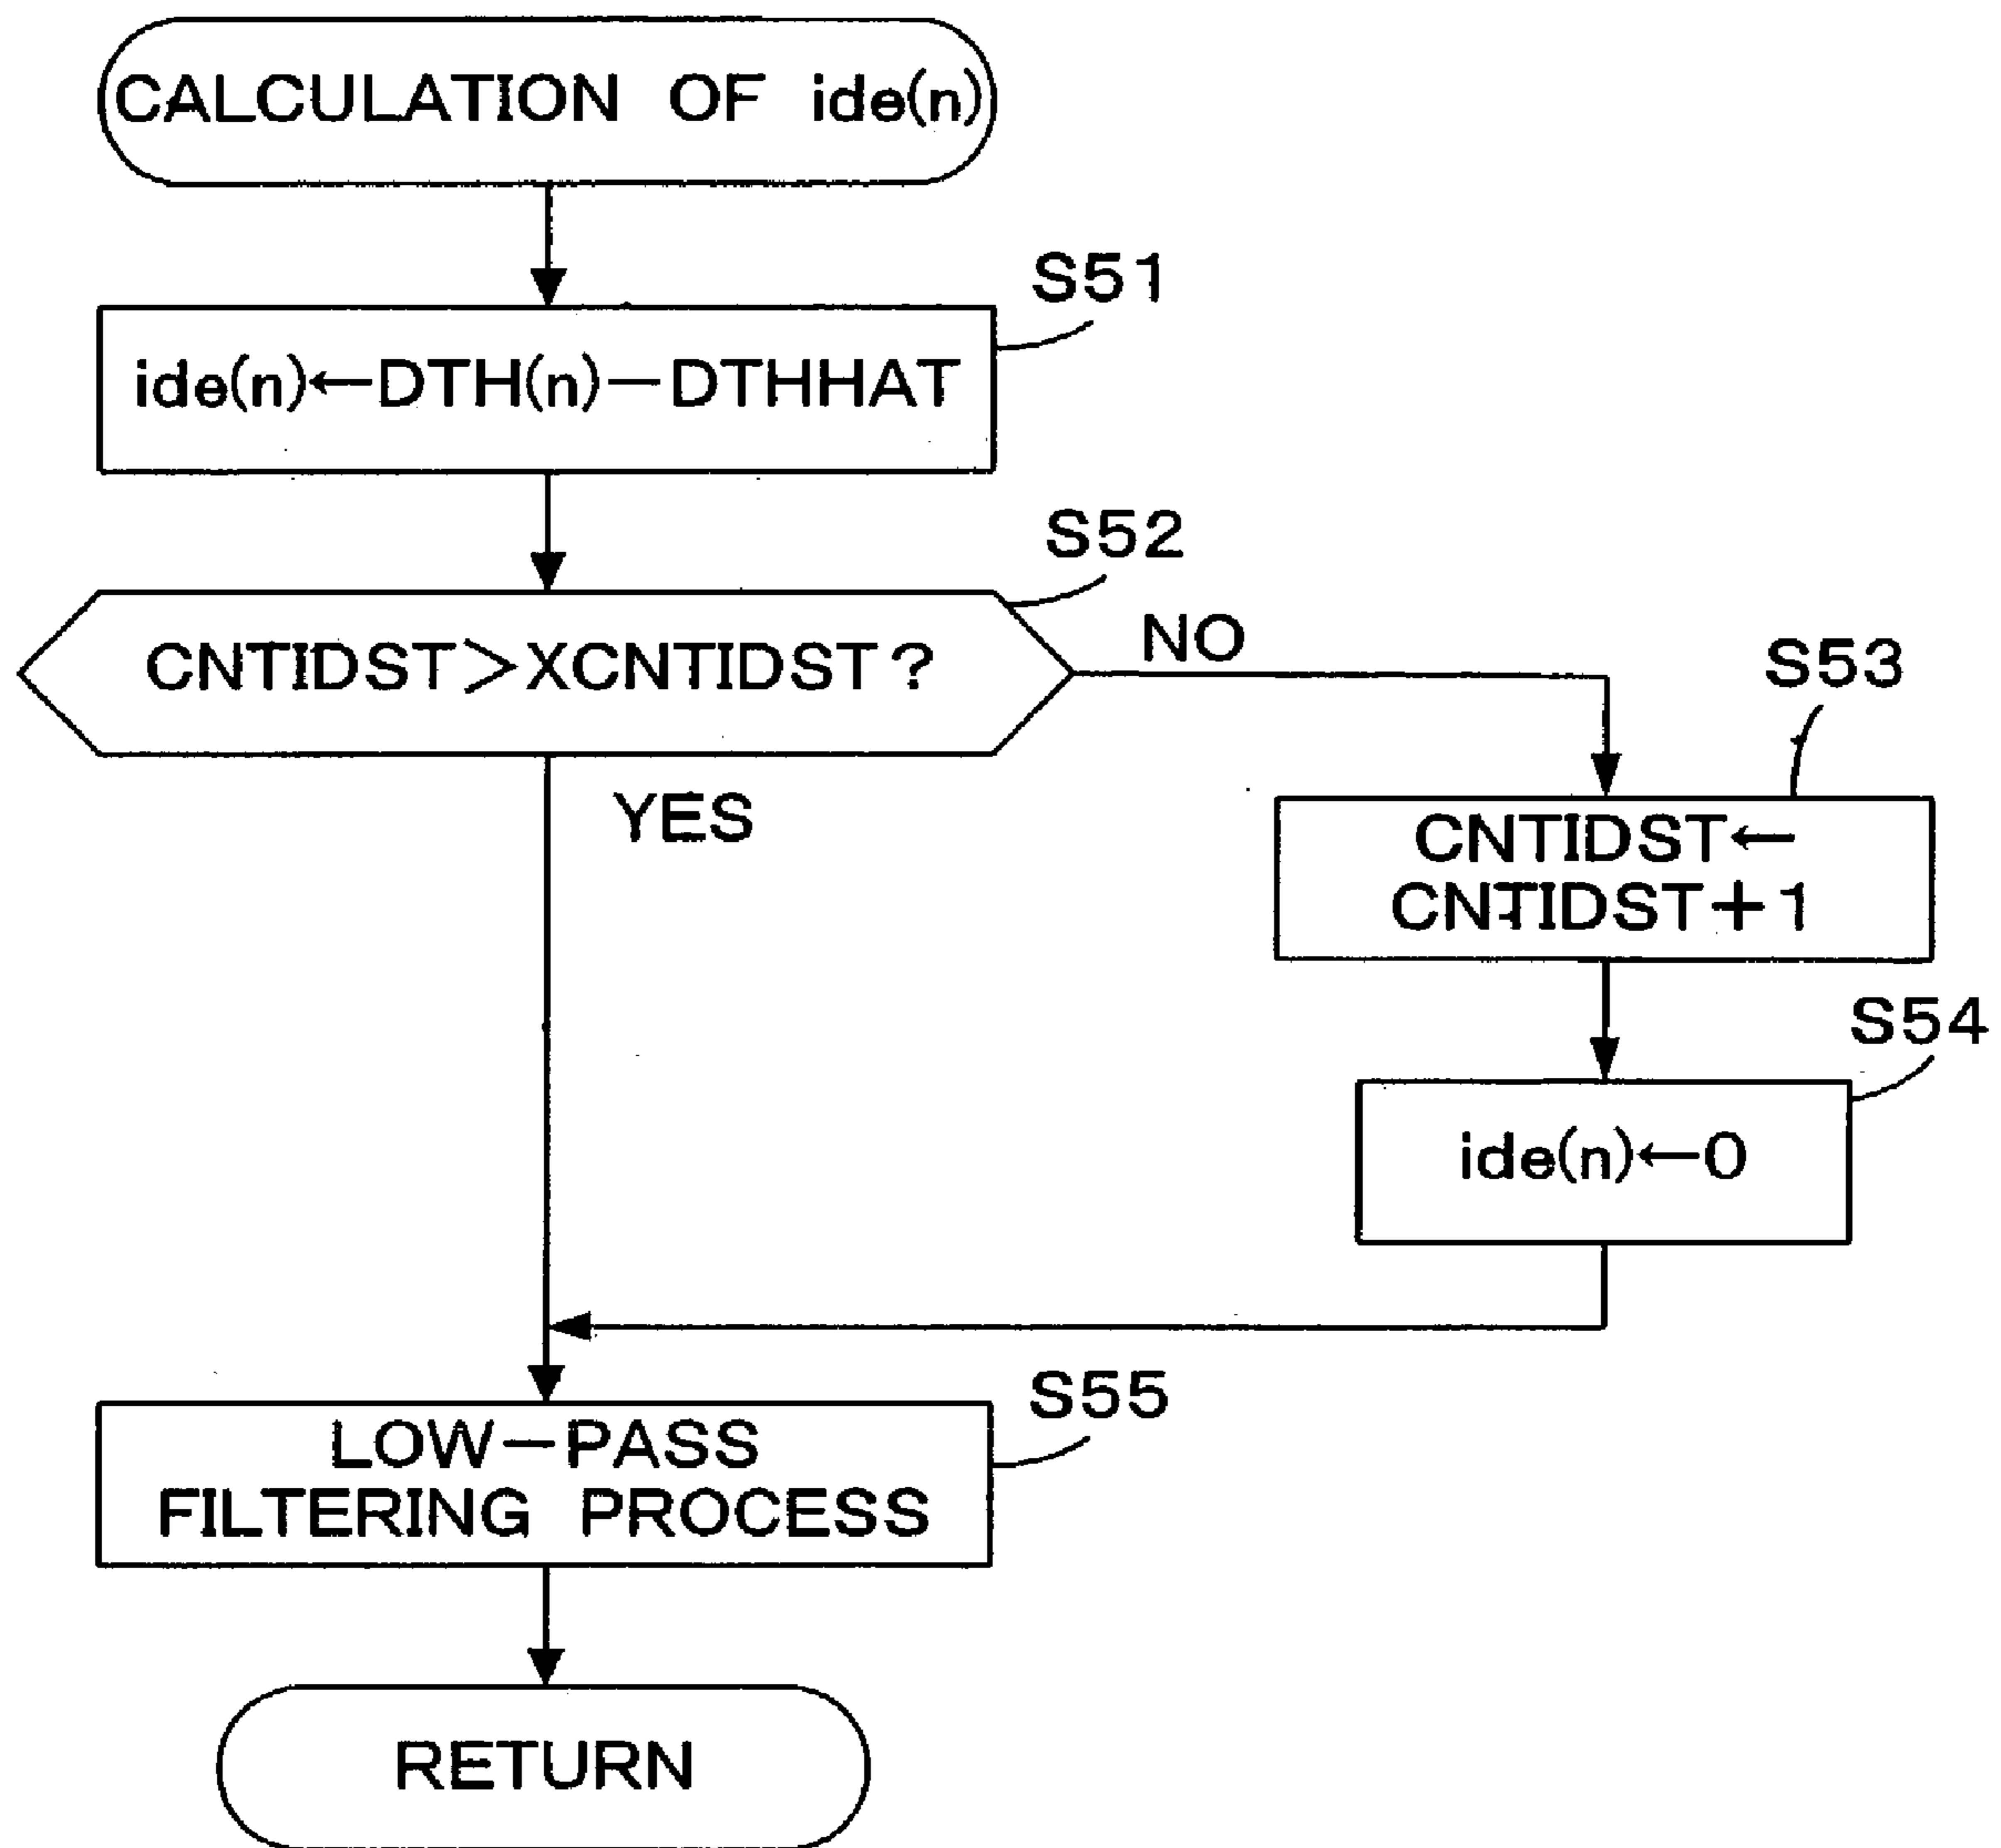 CALCULATION OF ide(n)
S51
ide(n)←DTH(n)−DTHHAT
S52
CNTIDST>XCNTIDST?
NO
YES
S53
CNTIDST←
CNTIDST+1
S54
ide(n)←0
S55
LOW-PASS
FILTERING PROCESS
RETURN